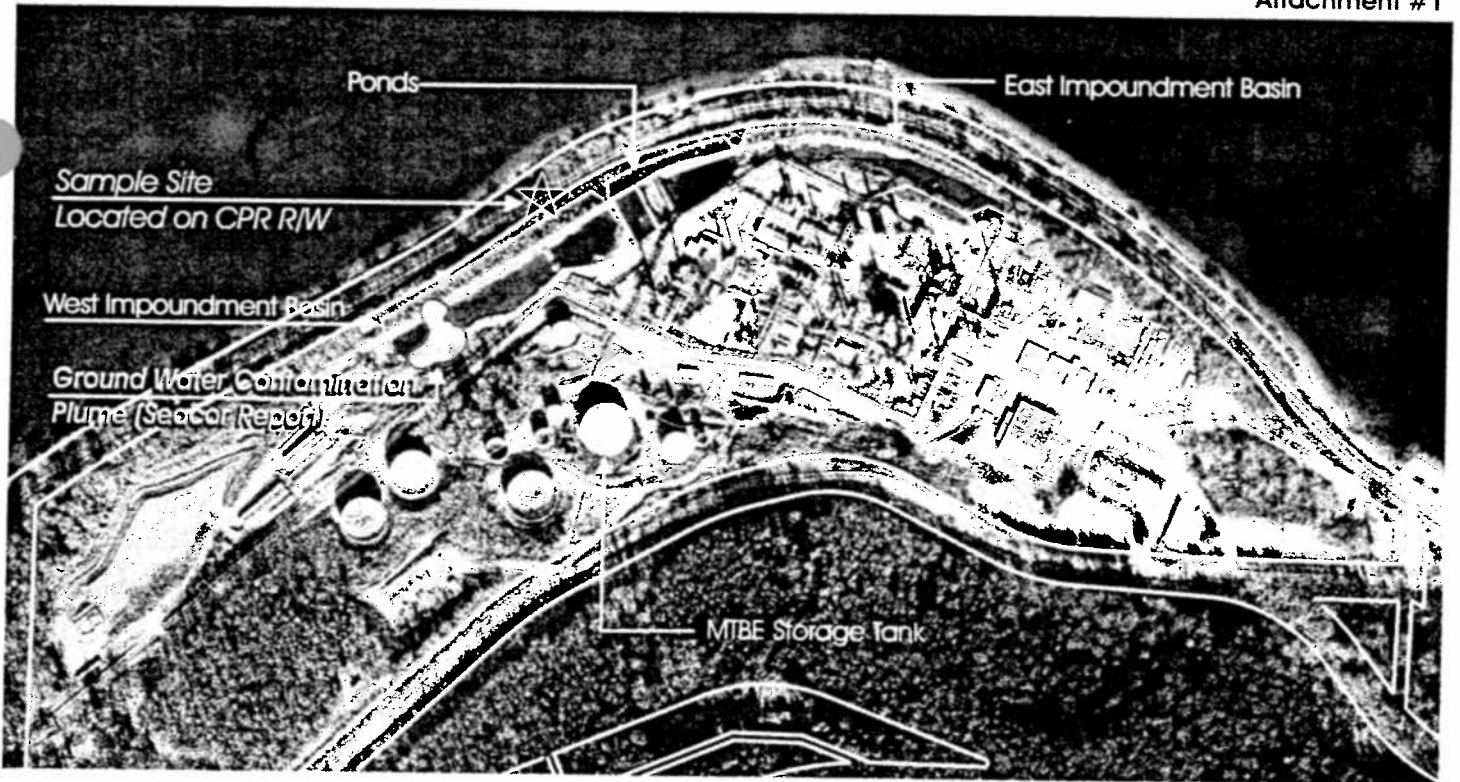 Attachment #1
Ponds
East Impoundment Basin
Sample Site
Located on CPR R/W
West Impoundment Basin
Ground Water Contamination
Plume (Seacor Report)
MTBE Storage Tank